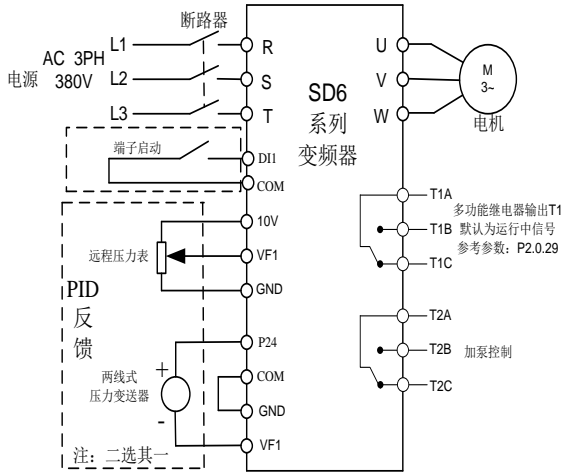 断路器
L1
R
U
AC 3PH
380V
电源
L2
S
V
M
3~
SD6
系列
变频器
L3
T
W
电机
端子启动
DI1
COM
T1A
10V
多功能继电器输出T1
远程压力表
VF1
T1B
默认为运行中信号
参考参数：P2.0.29
GND
T1C
PID
反
馈
P24
T2A
+
两线式
压力变送器
-
COM
T2B
加泵控制
GND
T2C
VF1
注：二选其一